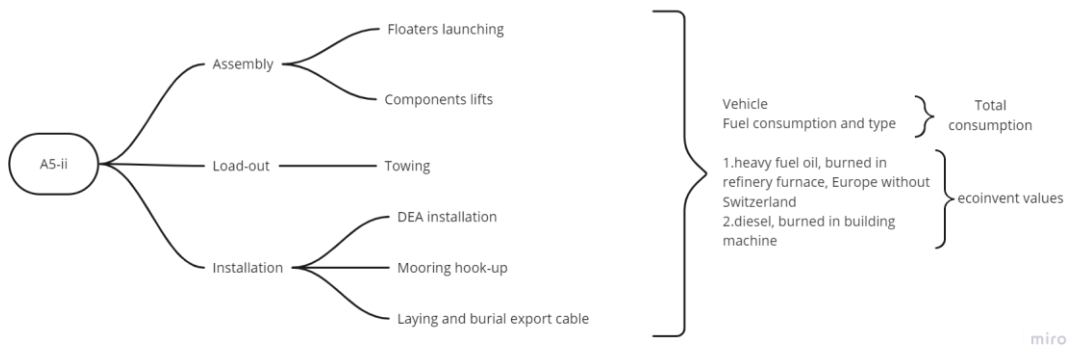 A5-ii
Assembly
Floaters launching
Components lifts
Load-out
Towing
Installation
DEA installation
Mooring hook-up
Laying and burial export cable
Vehicle
Fuel consumption and type
Total
consumption
1.heavy fuel oil, burned in
refinery furnace, Europe without
Switzerland
2.diesel, burned in building
machine
ecoinvent values
miro